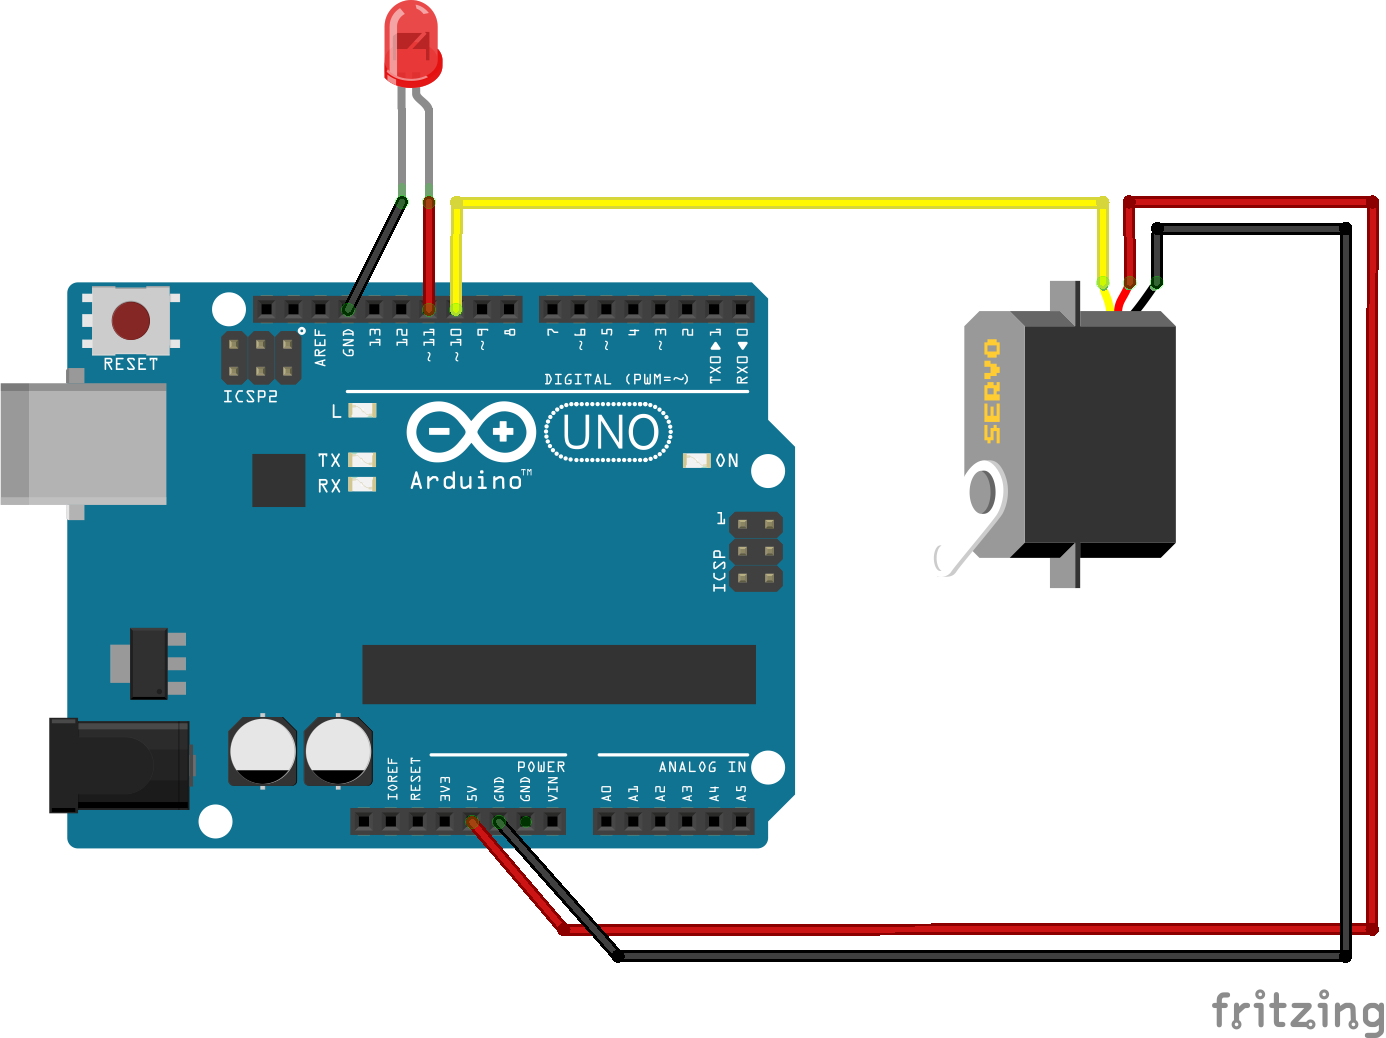 RESET
ICSP2
AREF
GND
13
12
~11
~10
~9
8
7
~6
~5
4
~3
2
TX0▶1
RX0◀0
DIGITAL (PWM=~)
L
TX
RX
Arduino™
UNO
ON
1
ICSP
SERVO
IOREF
RESET
3V3
5V
GND
GND
VIN
POWER
ANALOG IN
A0
A1
A2
A3
A4
A5
fritzing